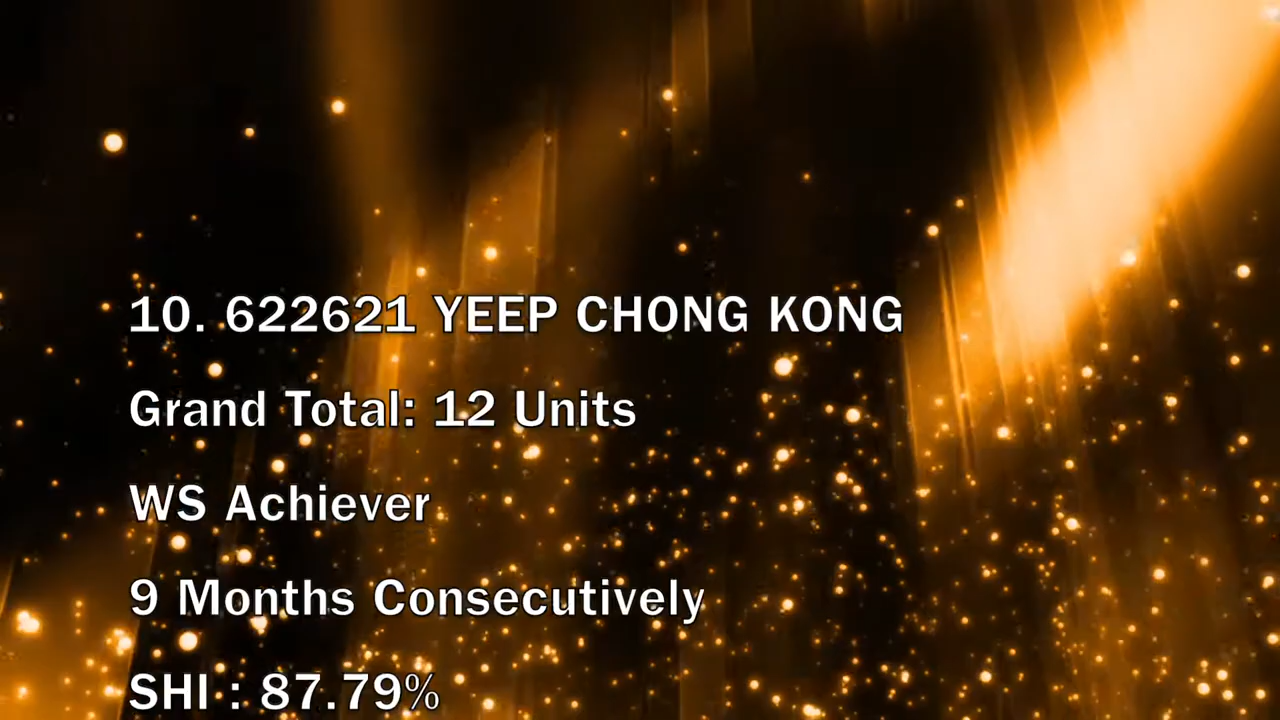 10. 622621 YEEP CHONG KONG
Grand Total: 12 Units
WS Achiever
9 Months Consecutively
SHI : 87.79%